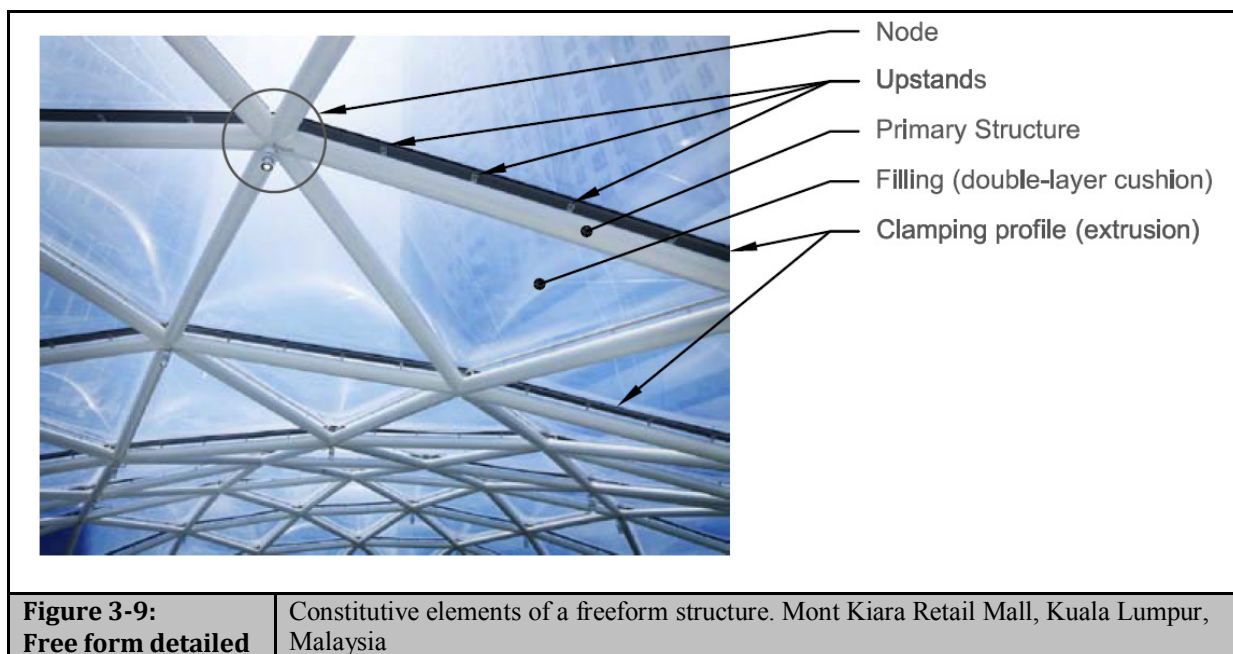 Node
Upstands
Primary Structure
Filling (double-layer cushion)
Clamping profile (extrusion)
Figure 3-9:
Free form detailed
Constitutive elements of a freeform structure. Mont Kiara Retail Mall, Kuala Lumpur,
Malaysia